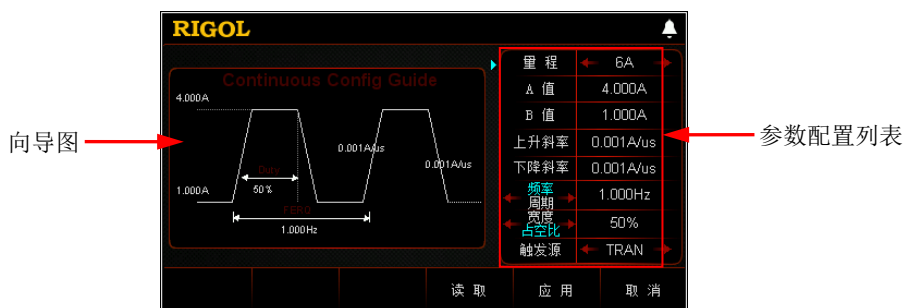 RIGOL
Continuous Config Guide
4.000A
0.001A/us
0.001A/us
Duty
50%
1.000A
1.000Hz
向导图
量 程 6A
A 值 4.000A
B 值 1.000A
上升斜率 0.001A/us
下降斜率 0.001A/us
频率
周期
1.000Hz
宽度
占空比
50%
触发源 TRAN
参数配置列表
读 取 应 用 取 消